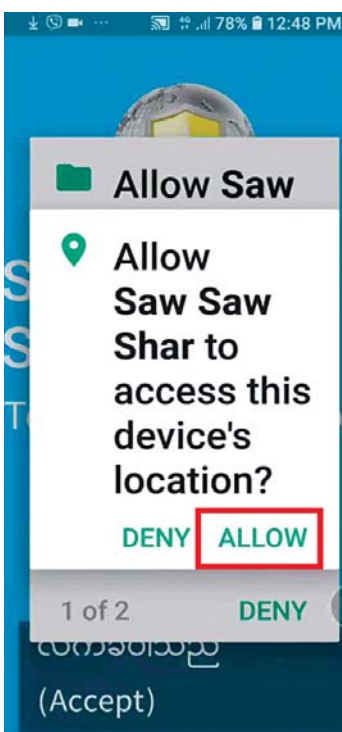 4G 78% 12:48 PM
Allow Saw
Allow
Saw Saw
Shar to
access this
device's
location?
DENY ALLOW
1 of 2 DENY
(Accept)